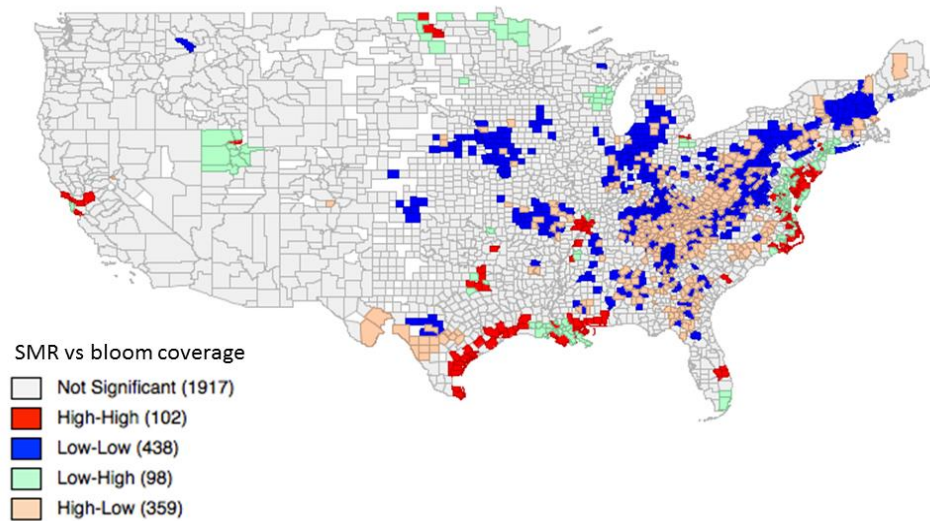 SMR vs bloom coverage
Not Significant (1917)
High-High (102)
Low-Low (438)
Low-High (98)
High-Low (359)